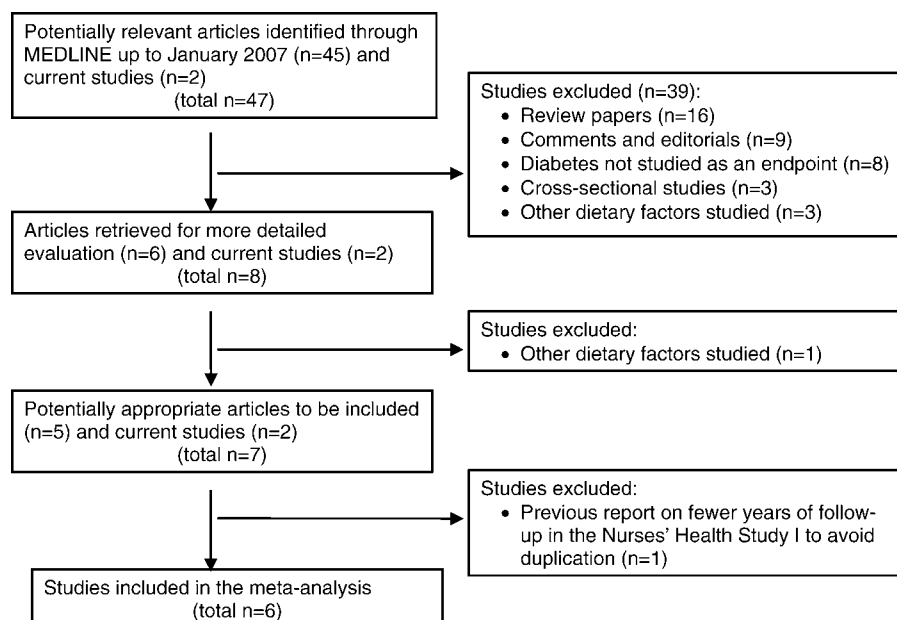 Potentially relevant articles identified through
MEDLINE up to January 2007 (n=45) and
current studies (n=2)
(total n=47)
Studies excluded (n=39):
• Review papers (n=16)
• Comments and editorials (n=9)
• Diabetes not studied as an endpoint (n=8)
• Cross-sectional studies (n=3)
• Other dietary factors studied (n=3)
Articles retrieved for more detailed
evaluation (n=6) and current studies (n=2)
(total n=8)
Studies excluded:
• Other dietary factors studied (n=1)
Potentially appropriate articles to be included
(n=5) and current studies (n=2)
(total n=7)
Studies excluded:
• Previous report on fewer years of follow-
up in the Nurses’ Health Study I to avoid
duplication (n=1)
Studies included in the meta-analysis
(total n=6)